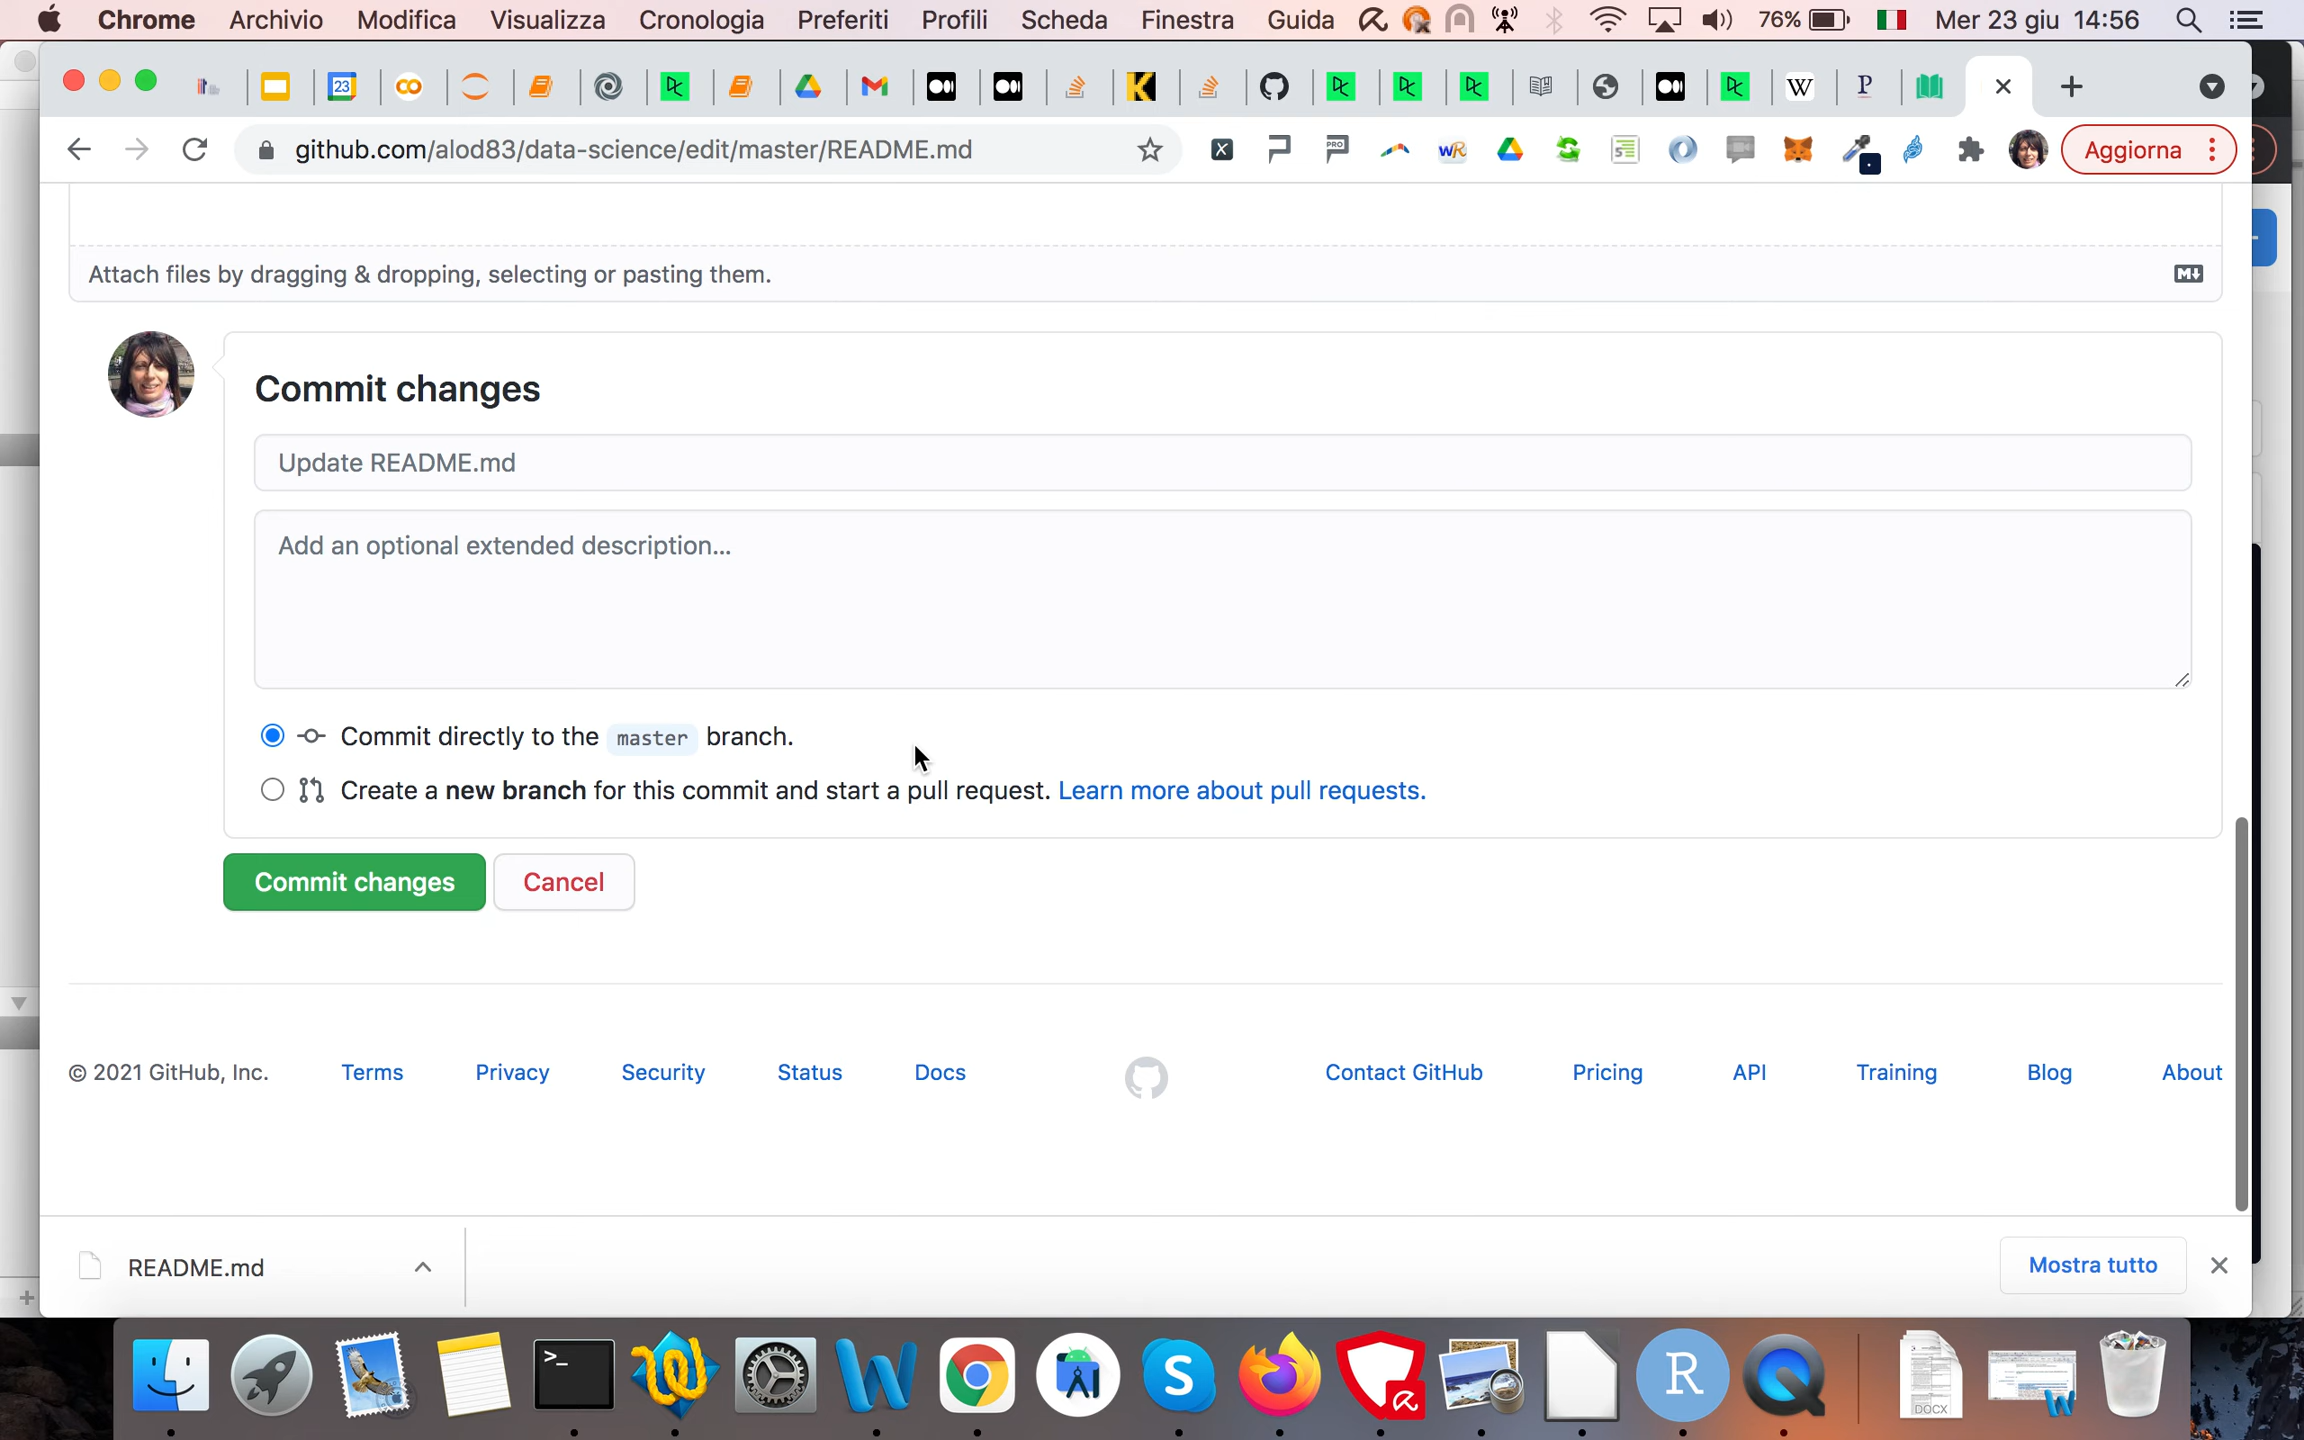 Chrome Archivio Modifica Visualizza Cronologia Preferiti Profili Scheda Finestra Guida 76% Mer 23 giu 14:56
23
github.com/alod83/data-science/edit/master/README.md Aggiorna
Attach files by dragging & dropping, selecting or pasting them.
Commit changes
Update README.md
Add an optional extended description...
Commit directly to the master branch.
Create a new branch for this commit and start a pull request. Learn more about pull requests.
Commit changes Cancel
© 2021 GitHub, Inc. Terms Privacy Security Status Docs Contact GitHub Pricing API Training Blog About
README.md Mostra tutto
DOCX